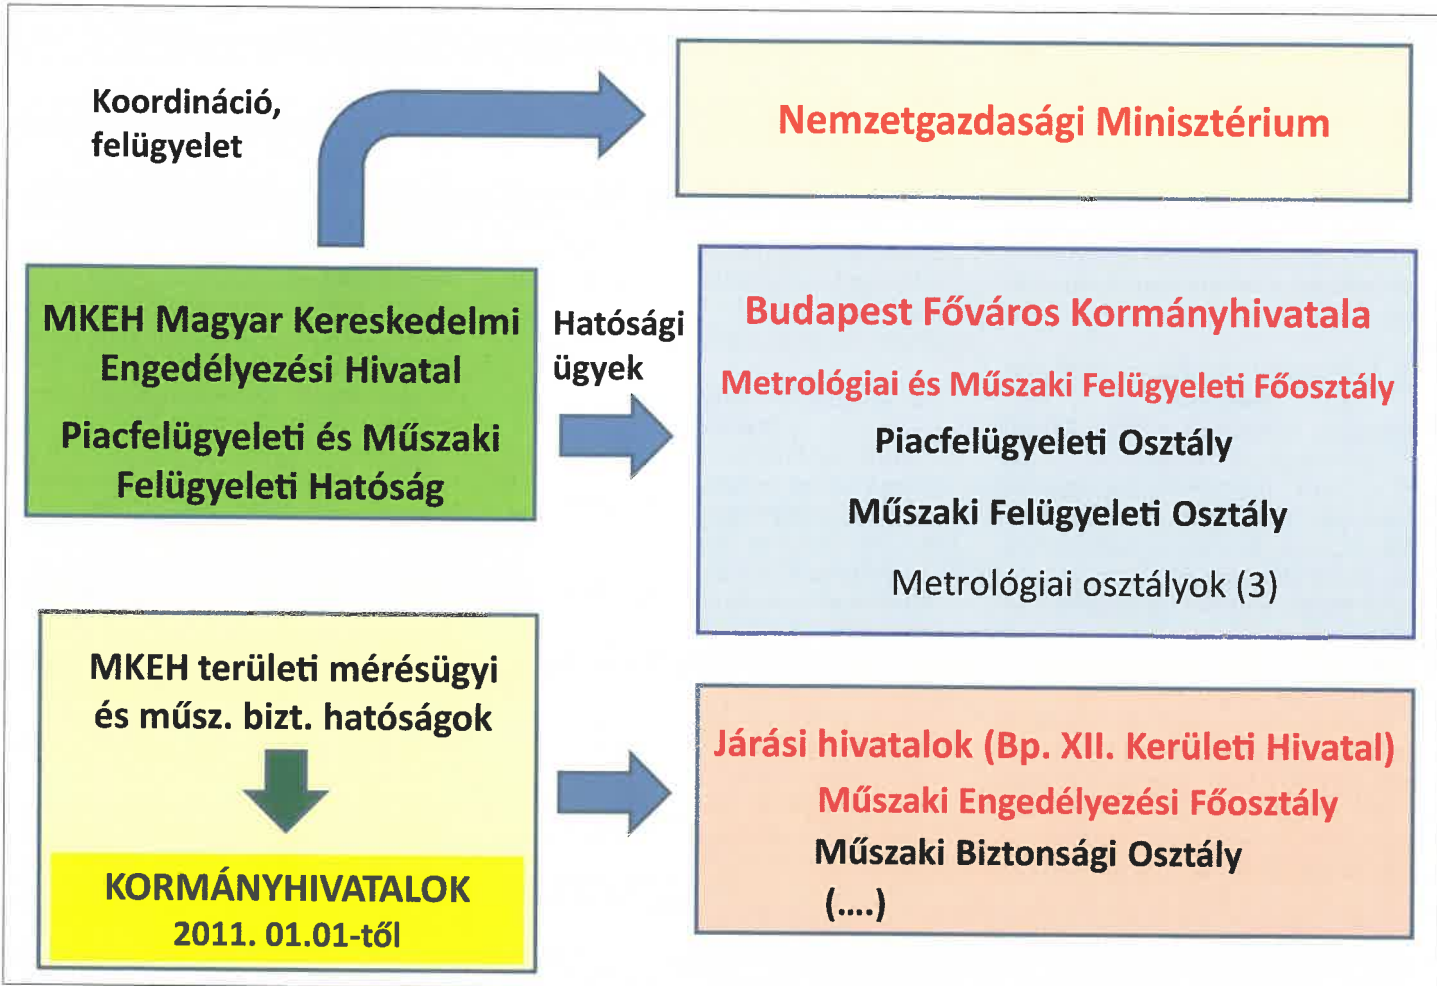 Koordináció,
felügyelet
Nemzetgazdasági Minisztérium
MKEH Magyar Kereskedelmi
Engedélyezési Hivatal
Piacfelügyeleti és Műszaki
Felügyeleti Hatóság
Hatósági
ügyek
Budapest Főváros Kormányhivatala
Metrológiai és Műszaki Felügyeleti Főosztály
Piacfelügyeleti Osztály
Műszaki Felügyeleti Osztály
Metrológiai osztályok (3)
MKEH területi mérésügyi
és műsz. bizt. hatóságok
KORMÁNYHIVATALOK
2011. 01.01-től
Járási hivatalok (Bp. XII. Kerületi Hivatal)
Műszaki Engedélyezési Főosztály
Műszaki Biztonsági Osztály
(....)